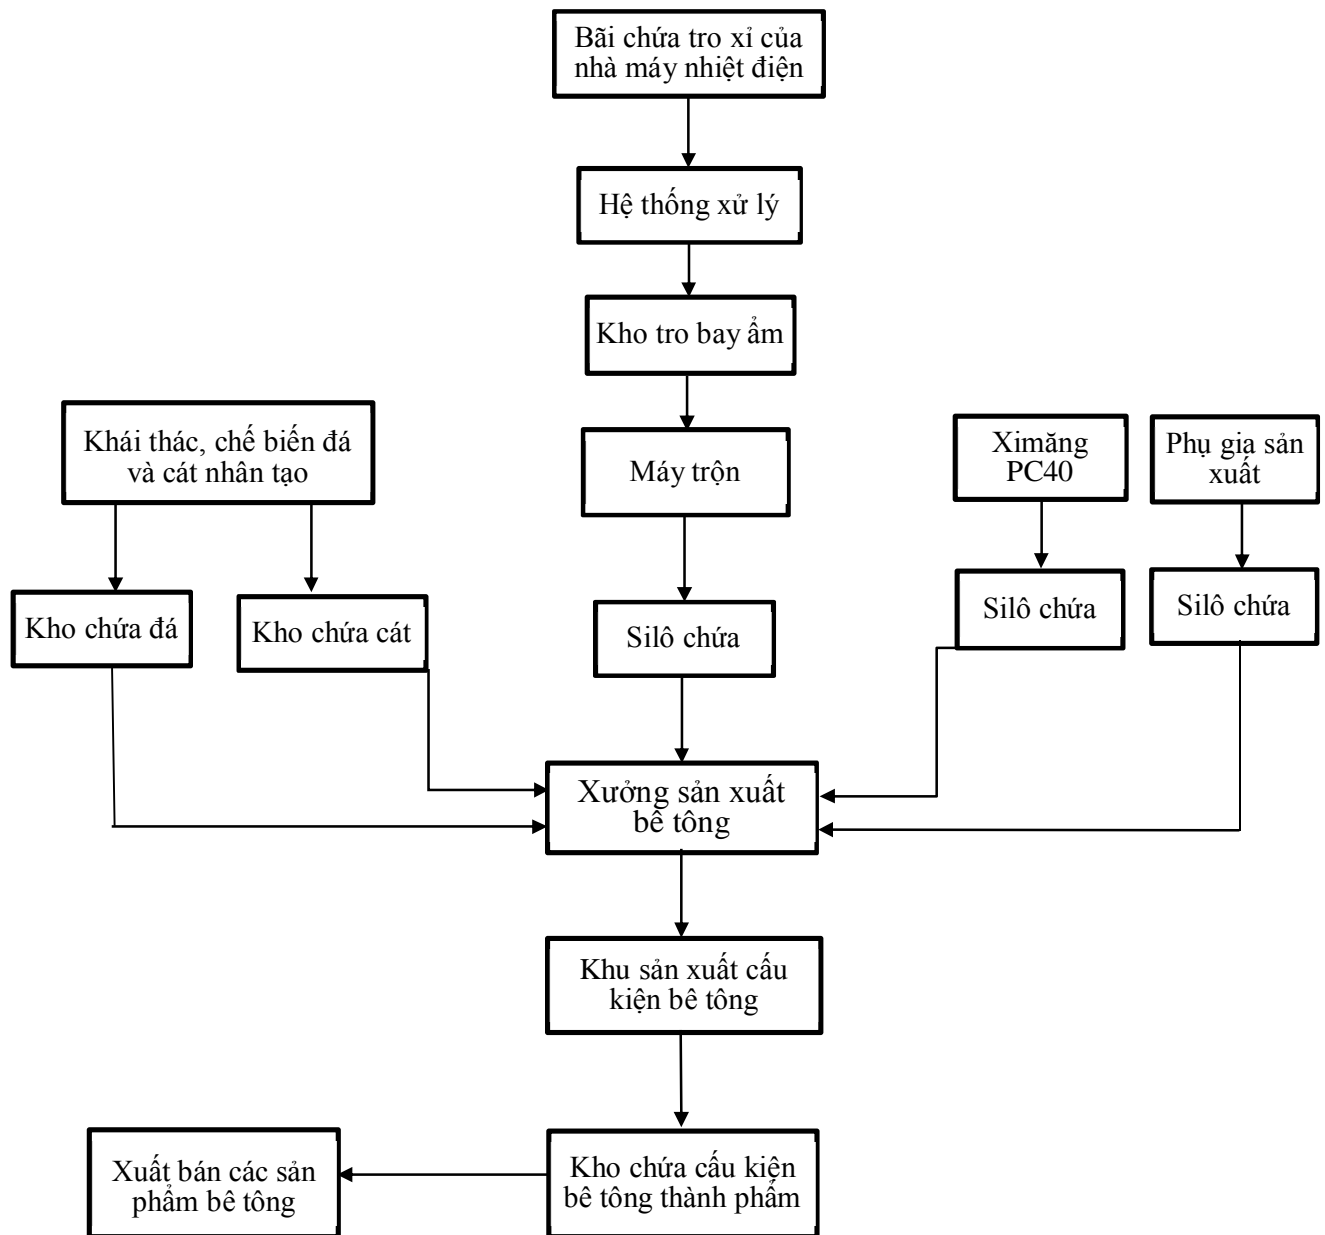 Bãi chứa tro xỉ của
nhà máy nhiệt điện
Hệ thống xử lý
Kho tro bay ẩm
Khái thác, chế biến đá
và cát nhân tạo
Máy trộn
Ximăng
PC40
Phụ gia sản
xuất
Kho chứa đá
Kho chứa cát
Silô chứa
Silô chứa
Silô chứa
Xưởng sản xuất
bê tông
Khu sản xuất cấu
kiện bê tông
Xuất bán các sản
phẩm bê tông
Kho chứa cấu kiện
bê tông thành phẩm